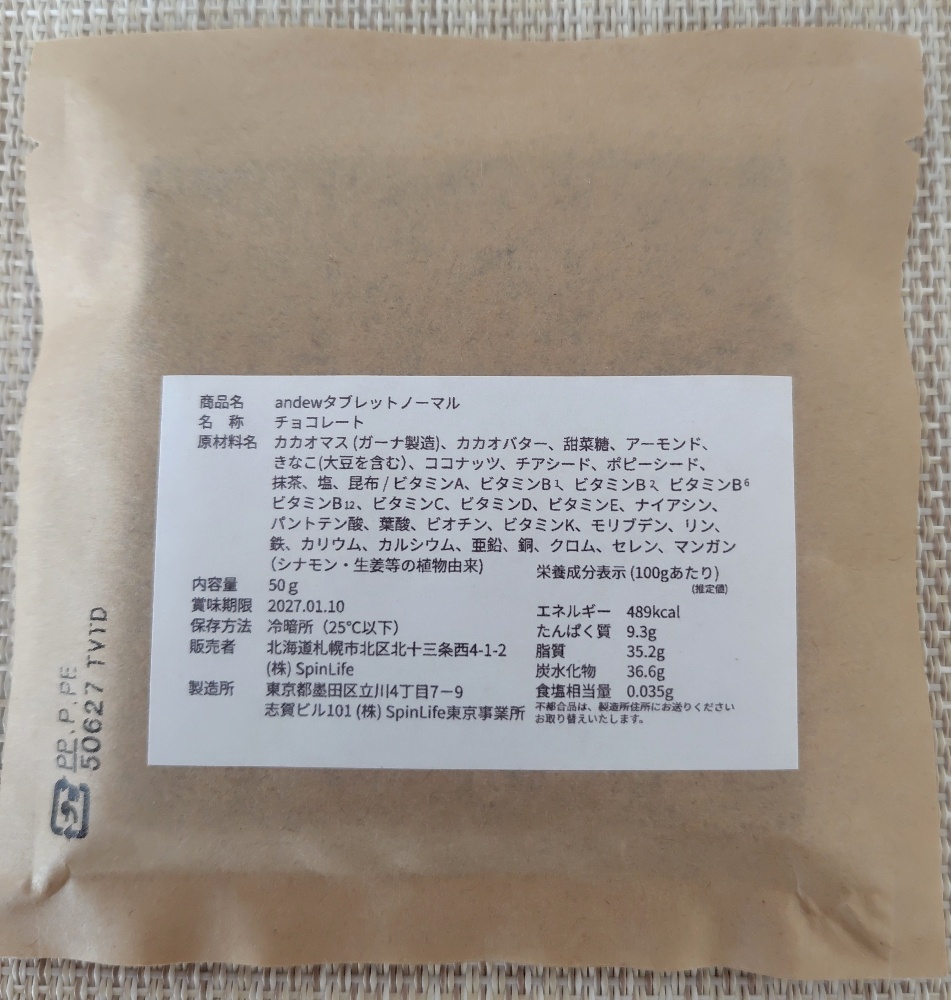 商品名 andewタブレットノーマル
名 称 チョコレート
原材料名 カカオマス(ガーナ製造)、カカオバター、甜菜糖、アーモンド、
きなこ(大豆を含む)、ココナッツ、チアシード、ポピーシード、
抹茶、塩、昆布 / ビタミンA、ビタミンB1、ビタミンB2、ビタミンB6
ビタミンB12、ビタミンC、ビタミンD、ビタミンE、ナイアシン、
パントテン酸、葉酸、ビオチン、ビタミンK、モリブデン、リン、
鉄、カリウム、カルシウム、亜鉛、銅、クロム、セレン、マンガン
(シナモン・生姜等の植物由来)
内容量 50g
賞味期限 2027.01.10
保存方法 冷暗所(25℃以下)
販売者 北海道札幌市北区北十三条西4-1-2
(株) SpinLife
製造所 東京都墨田区立川4丁目7−9
志賀ビル101 (株) SpinLife東京事業所
栄養成分表示 (100gあたり)
(推定値)
エネルギー 489kcal
たんぱく質 9.3g
脂質 35.2g
炭水化物 36.6g
食塩相当量 0.035g
不都合品は、製造所住所にお送りください
お取り替えいたします。
PP,P,PE
50627 TVTD
プラ